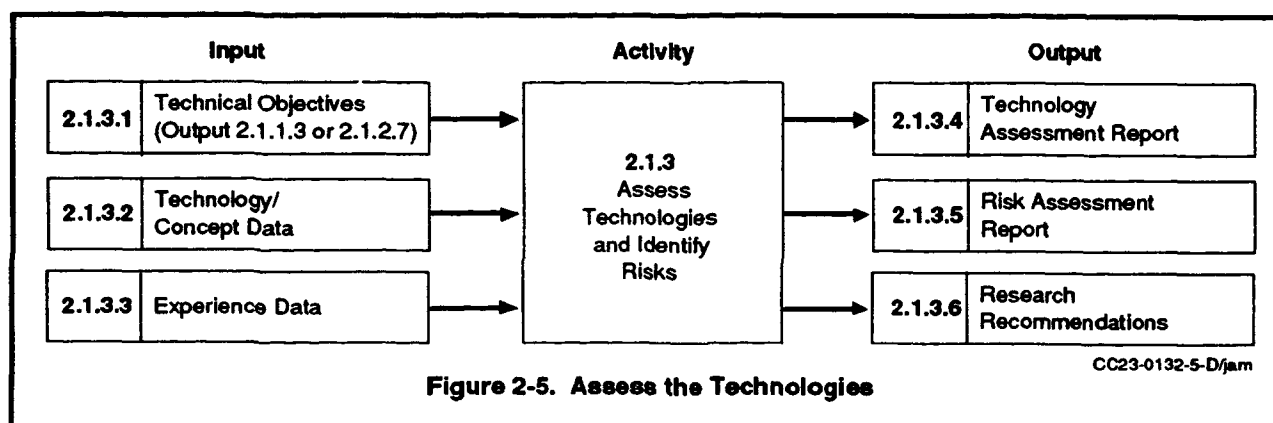 Input
Activity
Output
2.1.3.1
Technical Objectives
(Output 2.1.1.3 or 2.1.2.7)
2.1.3.2
Technology/
Concept Data
2.1.3.3
Experience Data
2.1.3
Assess
Technologies
and Identify
Risks
2.1.3.4
Technology
Assessment Report
2.1.3.5
Risk Assessment
Report
2.1.3.6
Research
Recommendations
CC23-0132-5-D/jam
Figure 2-5. Assess the Technologies